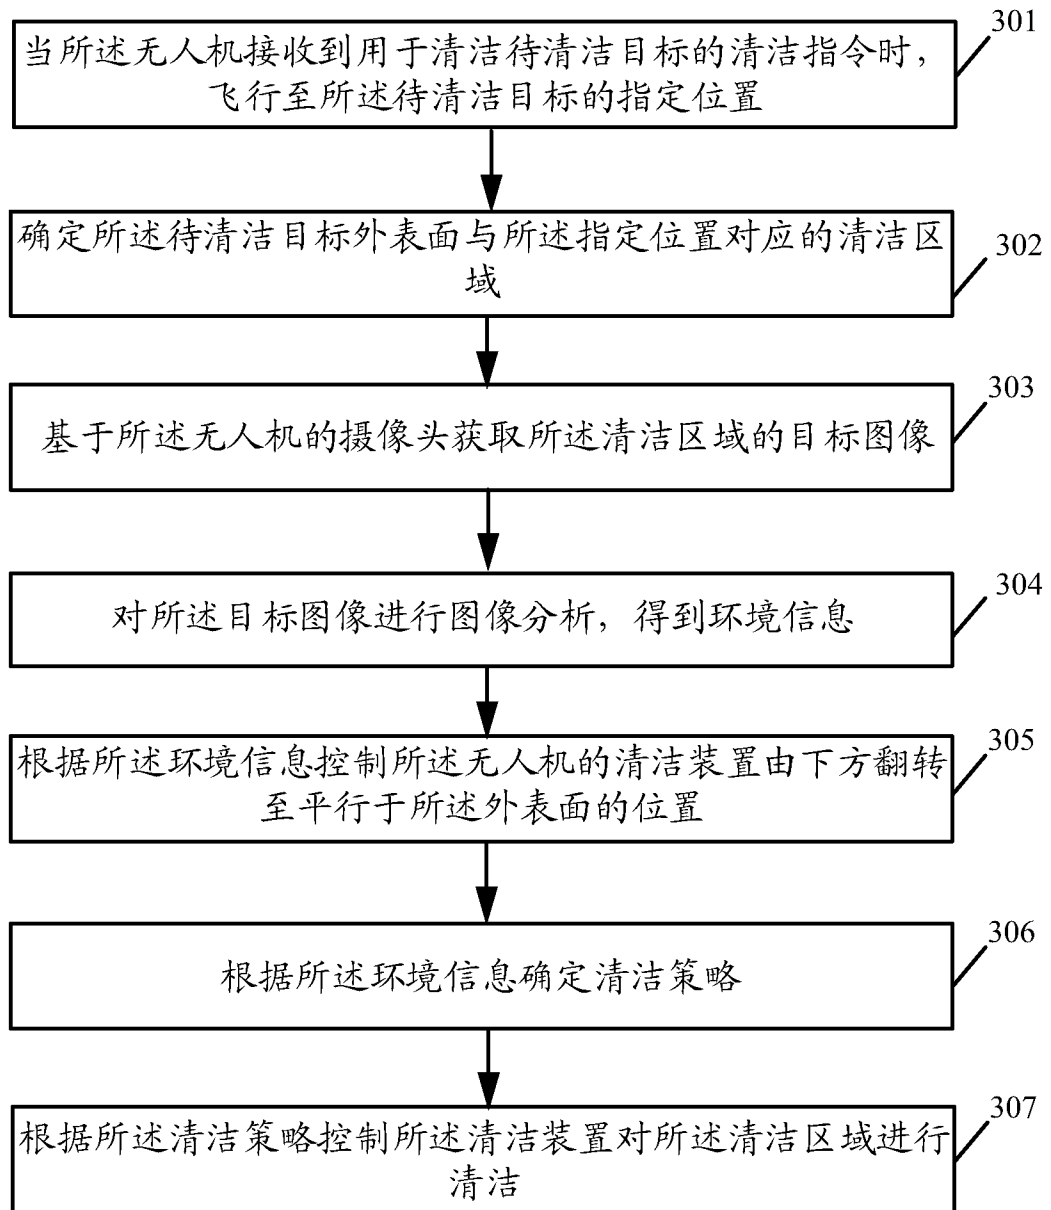 当所述无人机接收到用于清洁待清洁目标的清洁指令时，
飞行至所述待清洁目标的指定位置
301
确定所述待清洁目标外表面与所述指定位置对应的清洁区
域
302
基于所述无人机的摄像头获取所述清洁区域的目标图像
303
对所述目标图像进行图像分析，得到环境信息
304
根据所述环境信息控制所述无人机的清洁装置由下方翻转
至平行于所述外表面的位置
305
根据所述环境信息确定清洁策略
306
根据所述清洁策略控制所述清洁装置对所述清洁区域进行
清洁
307